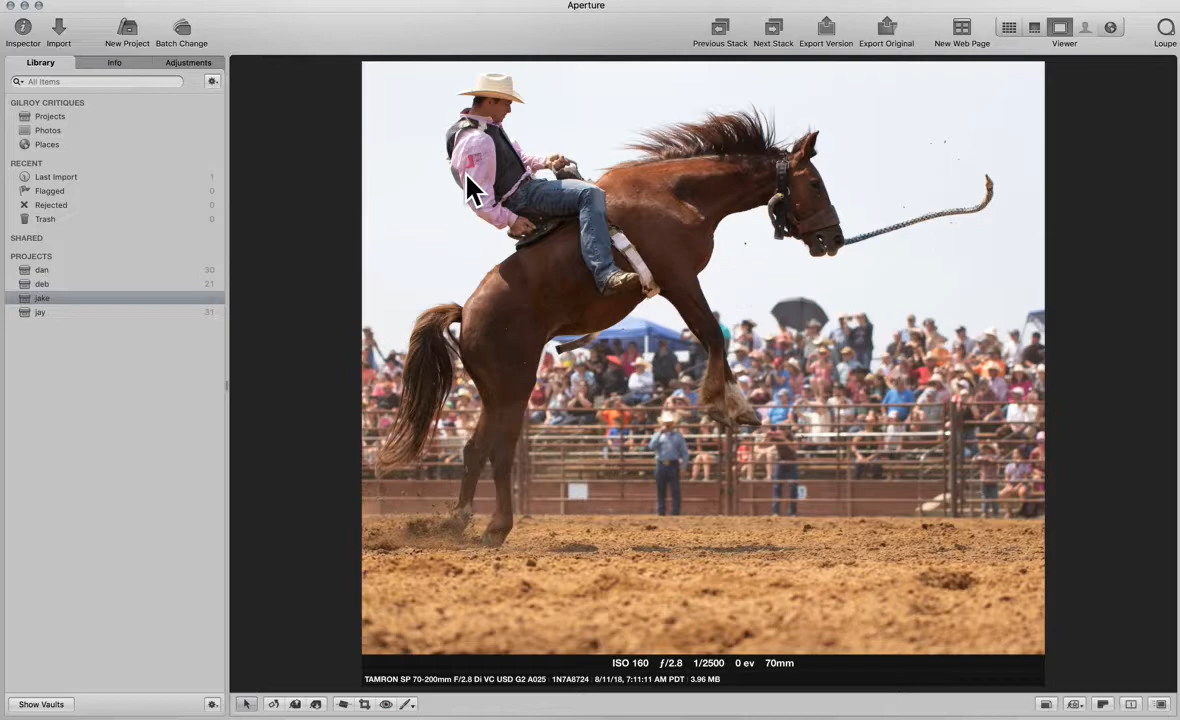 Aperture
Inspector
Import
New Project
Batch Change
Previous Stack
Next Stack
Export Version
Export Original
New Web Page
Viewer
Loupe
Library
Info
Adjustments
All Items
GILROY CRITIQUES
Projects
Photos
Places
RECENT
Last Import 1
Flagged 0
Rejected 0
Trash 0
SHARED
PROJECTS
dan 30
deb 21
jake
jay 31
ISO 160 ƒ/2.8 1/2500 0 ev 70mm
TAMRON SP 70-200mm F/2.8 Di VC USD G2 A025 1N7A8724 8/11/18, 7:11:11 AM PDT 3.96 MB
Show Vaults